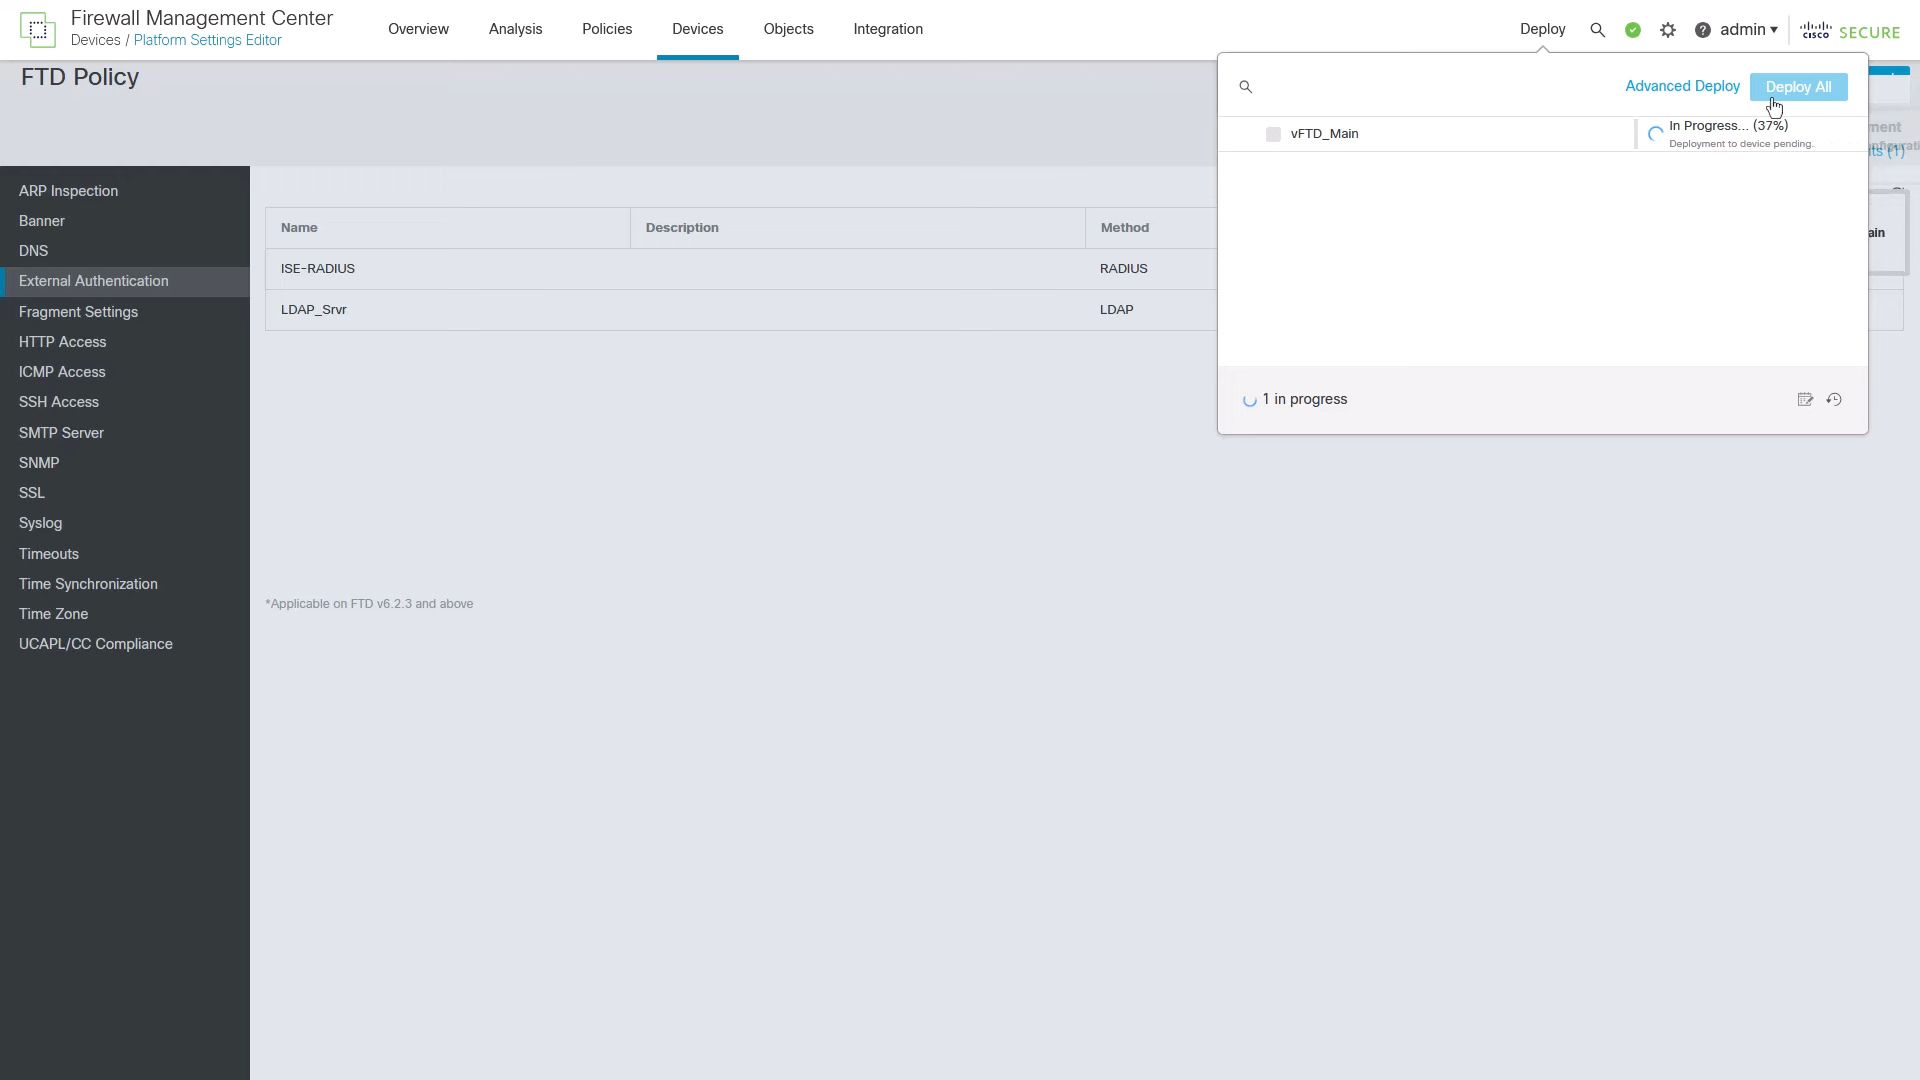 Firewall Management Center
Devices / Platform Settings Editor
Overview
Analysis
Policies
Devices
Objects
Integration
Deploy
admin
cisco SECURE
FTD Policy
Advanced Deploy
Deploy All
vFTD_Main
In Progress... (37%)
Deployment to device pending.
1 in progress
ARP Inspection
Banner
DNS
External Authentication
Fragment Settings
HTTP Access
ICMP Access
SSH Access
SMTP Server
SNMP
SSL
Syslog
Timeouts
Time Synchronization
Time Zone
UCAPL/CC Compliance
Name Description Method
ISE-RADIUS RADIUS
LDAP_Srvr LDAP
*Applicable on FTD v6.2.3 and above